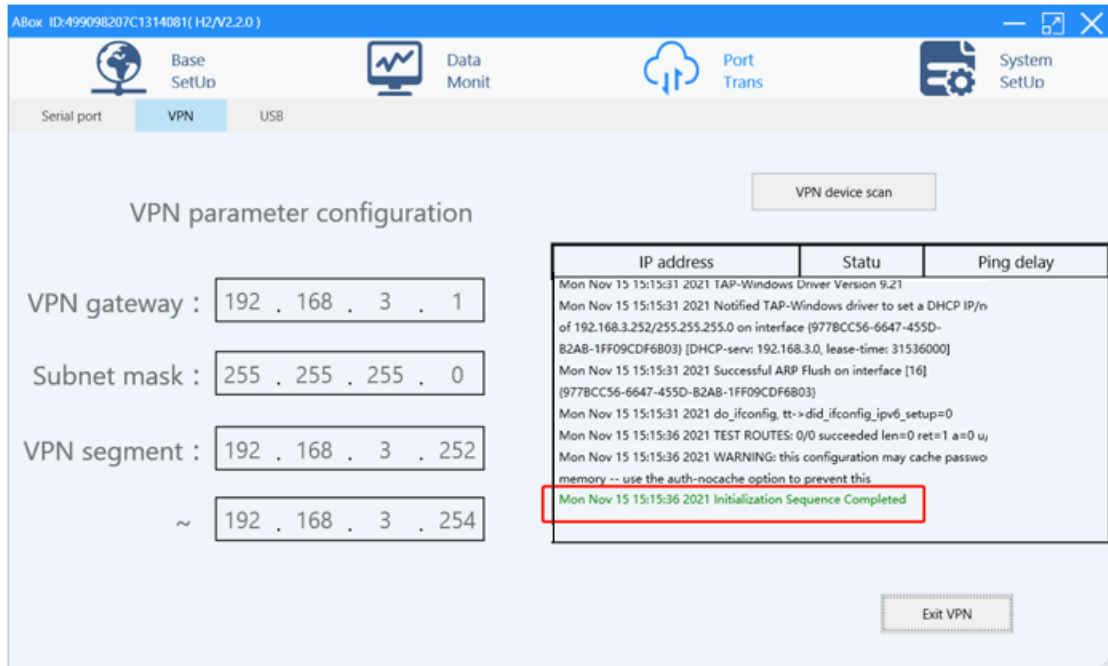 ABox ID:499098207C1314081( H2/V2.2.0 )
Base
SetUp
Data
Monit
Port
Trans
System
SetUp
Serial port
VPN
USB
VPN parameter configuration
VPN gateway : 192 . 168 . 3 . 1
Subnet mask : 255 . 255 . 255 . 0
VPN segment : 192 . 168 . 3 . 252
~ 192 . 168 . 3 . 254
VPN device scan
IP address Statu Ping delay
Mon Nov 15 15:15:31 2021 TAP-Windows Driver Version 9.21
Mon Nov 15 15:15:31 2021 Notified TAP-Windows driver to set a DHCP IP/n
of 192.168.3.252/255.255.255.0 on interface {977BCC56-6647-455D-
B2AB-1FF09CDF6B03} [DHCP-serv: 192.168.3.0, lease-time: 31536000]
Mon Nov 15 15:15:31 2021 Successful ARP Flush on interface [16]
{977BCC56-6647-455D-B2AB-1FF09CDF6B03}
Mon Nov 15 15:15:31 2021 do_ifconfig, tt->did_ifconfig_ipv6_setup=0
Mon Nov 15 15:15:36 2021 TEST ROUTES: 0/0 succeeded len=0 ret=1 a=0 u/
Mon Nov 15 15:15:36 2021 WARNING: this configuration may cache passwo
memory -- use the auth-nocache option to prevent this
Mon Nov 15 15:15:36 2021 Initialization Sequence Completed
Exit VPN